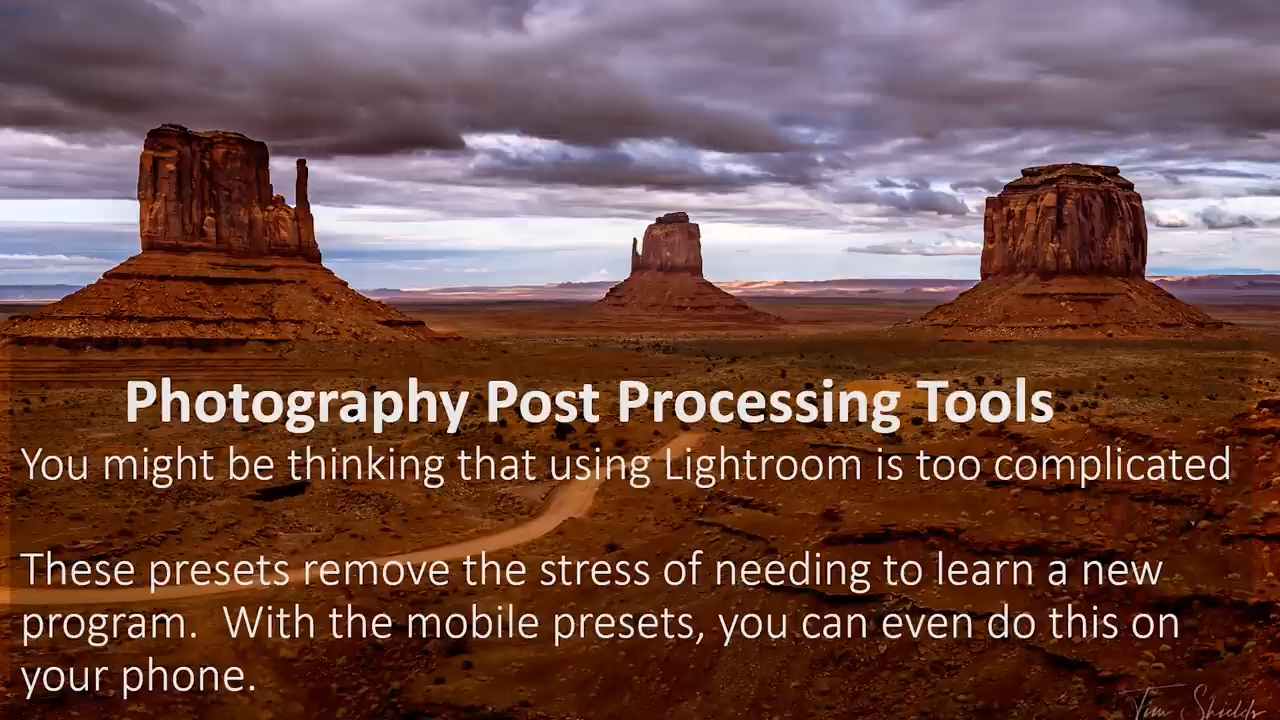 Photography Post Processing Tools
You might be thinking that using Lightroom is too complicated
These presets remove the stress of needing to learn a new
program.  With the mobile presets, you can even do this on
your phone.
Tim Shields